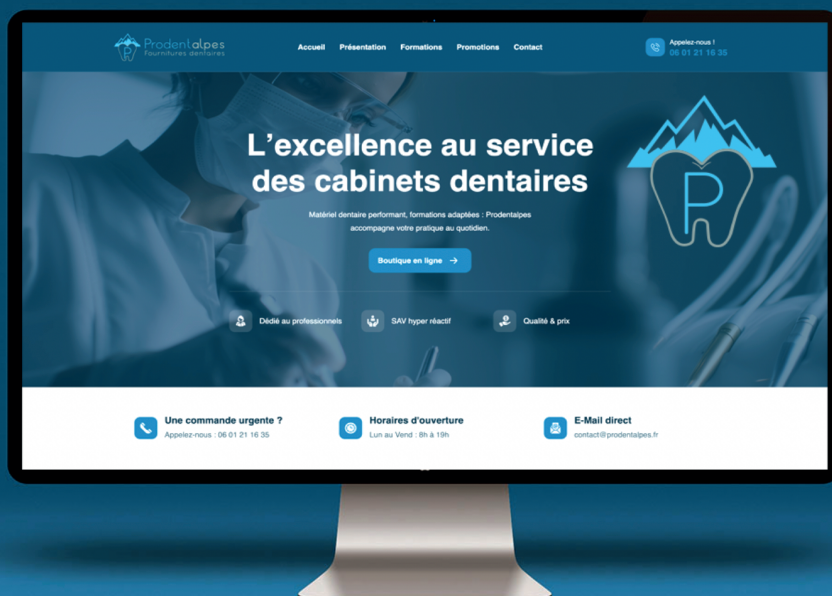 Prodentalpes
Fournitures dentaires
Accueil Présentation Formations Promotions Contact
Appelez-nous !
06 01 21 16 35
L'excellence au service
des cabinets dentaires
Matériel dentaire performant, formations adaptées : Prodentalpes
accompagne votre pratique au quotidien.
Boutique en ligne →
P
Dédié au professionnels
SAV hyper réactif
Qualité & prix
Une commande urgente ?
Appelez-nous : 06 01 21 16 35
Horaires d'ouverture
Lun au Vend : 8h à 19h
E-Mail direct
contact@prodentalpes.fr